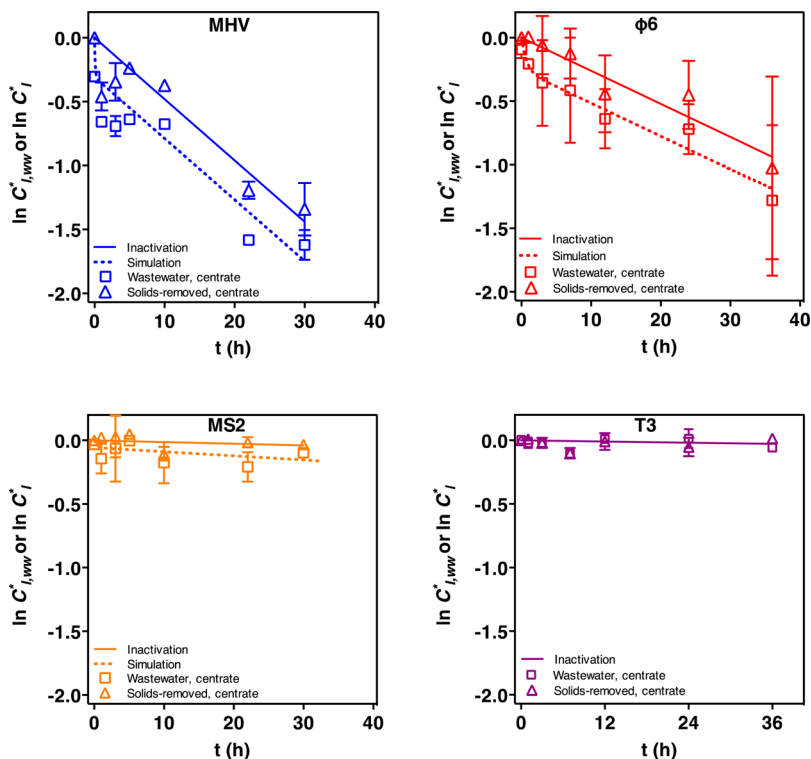 MHV
ln C*I,ww or ln C*I
0.0
-0.5
-1.0
-1.5
-2.0
Inactivation
Simulation
Wastewater, centrate
Solids-removed, centrate
0 10 20 30 40
t (h)
ϕ6
ln C*I,ww or ln C*I
0.0
-0.5
-1.0
-1.5
-2.0
Inactivation
Simulation
Wastewater, centrate
Solids-removed, centrate
0 10 20 30 40
t (h)
MS2
ln C*I,ww or ln C*I
0.0
-0.5
-1.0
-1.5
-2.0
Inactivation
Simulation
Wastewater, centrate
Solids-removed, centrate
0 10 20 30 40
t (h)
T3
ln C*I,ww or ln C*I
0.0
-0.5
-1.0
-1.5
-2.0
Inactivation
Wastewater, centrate
Solids-removed, centrate
0 12 24 36
t (h)